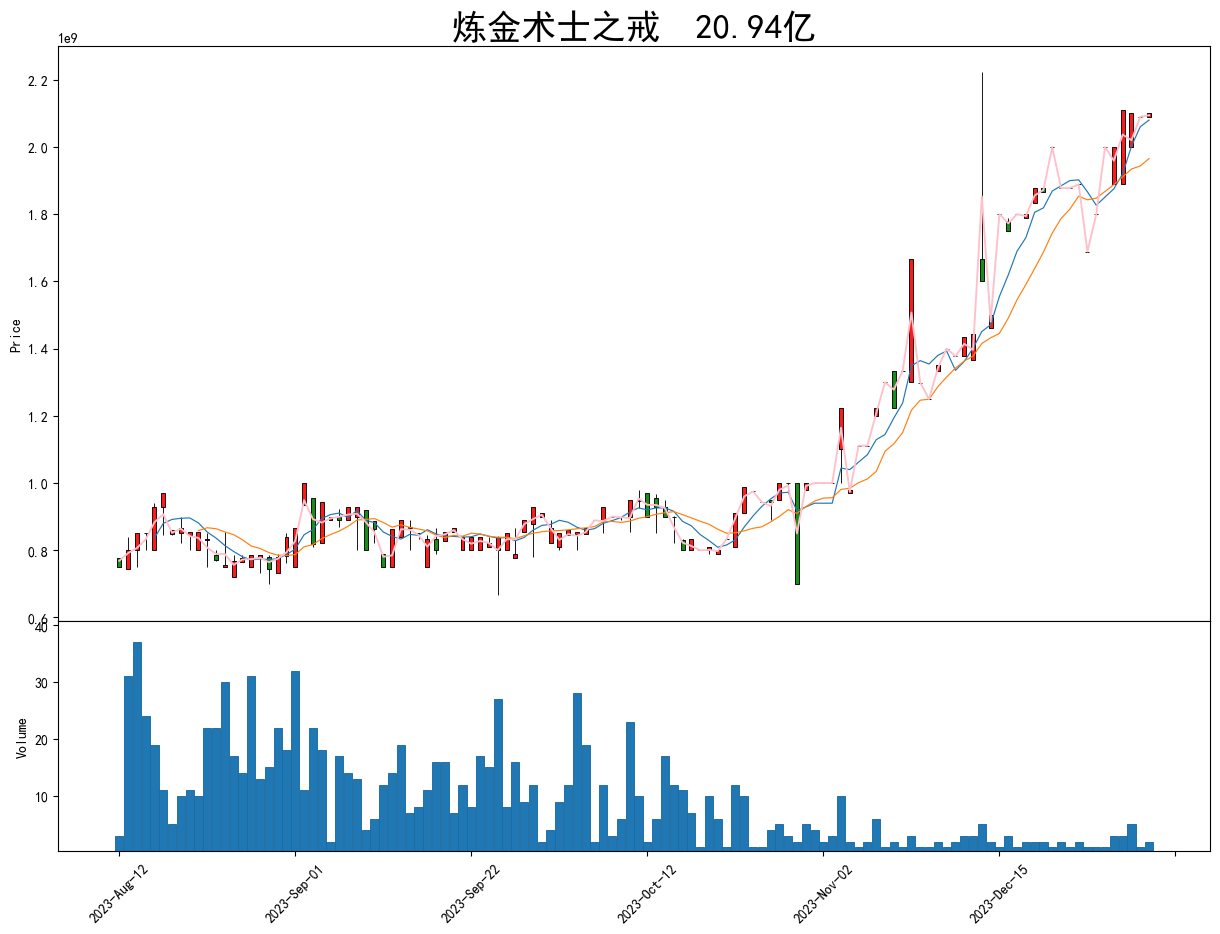 炼金术士之戒  20.94亿
1e9
2.2
2.0
1.8
1.6
1.4
1.2
1.0
0.8
0.6
Price
40
30
20
10
Volume
2023-Aug-12
2023-Sep-01
2023-Sep-22
2023-Oct-12
2023-Nov-02
2023-Dec-15